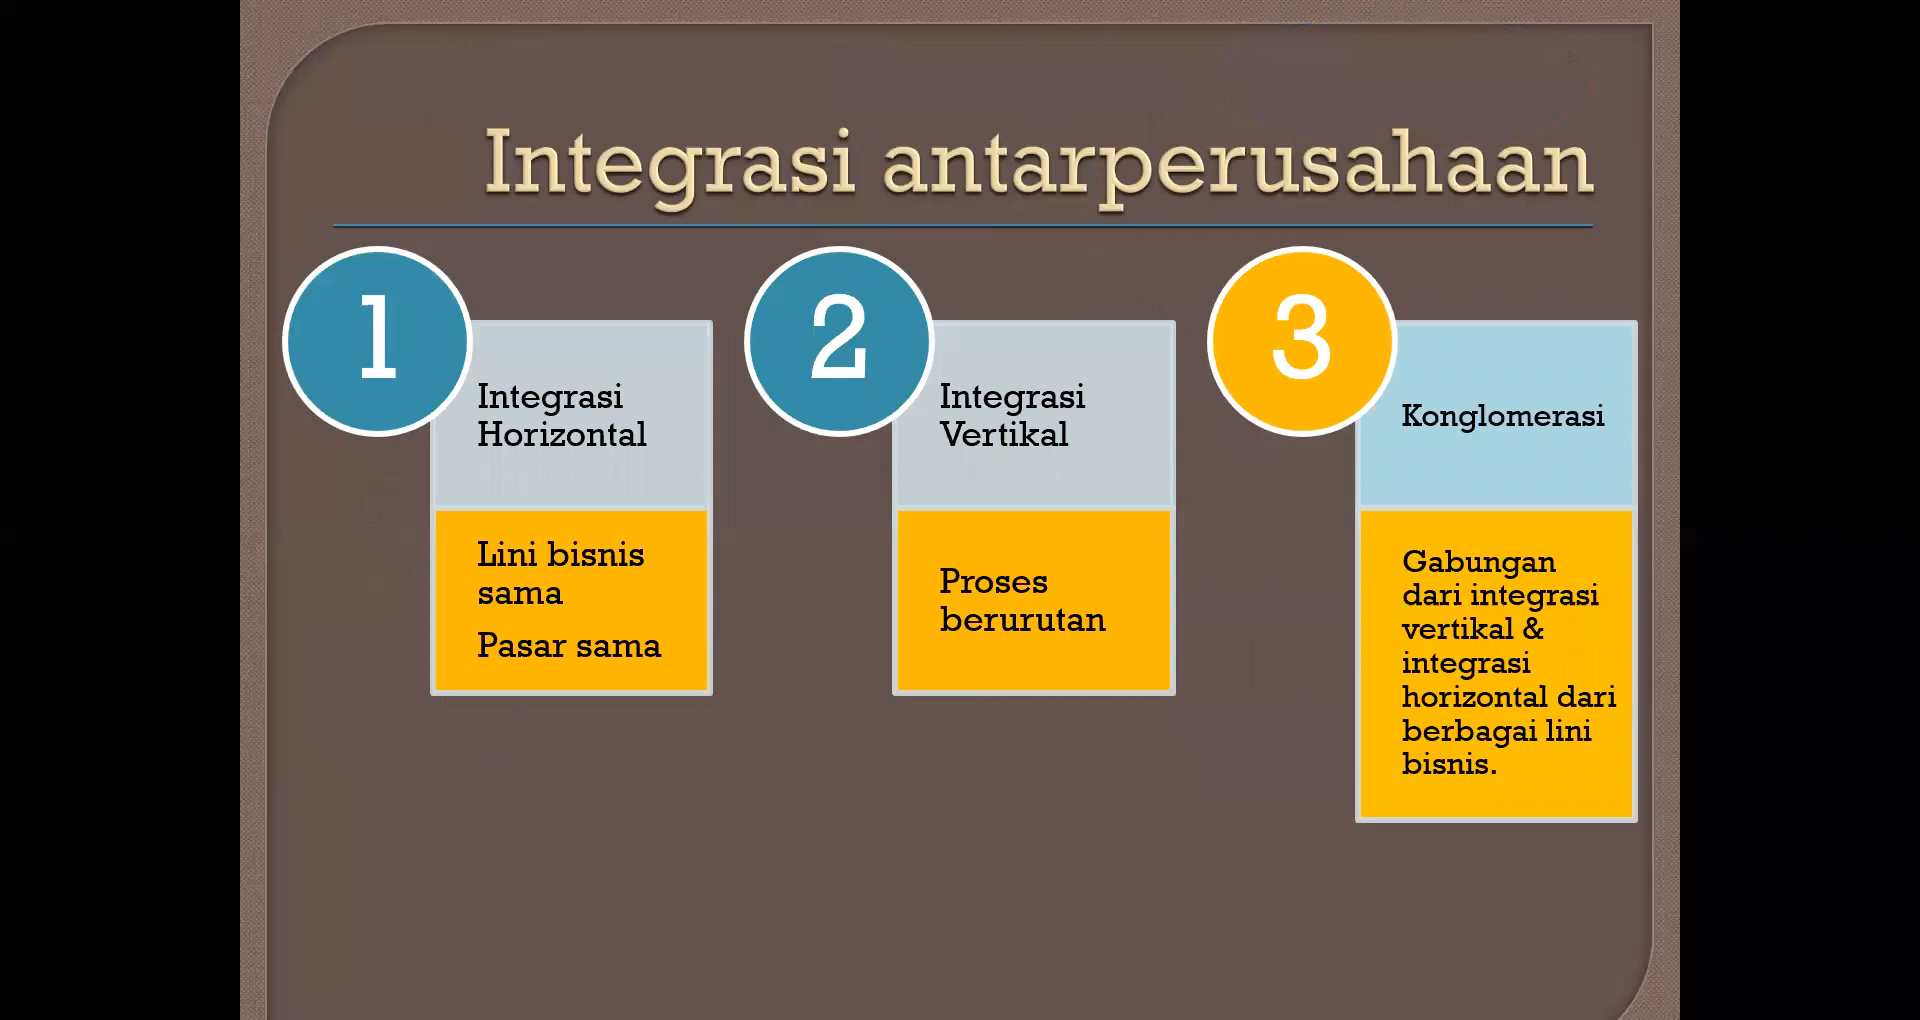 Integrasi antarperusahaan
1
Integrasi
Horizontal
Lini bisnis
sama
Pasar sama
2
Integrasi
Vertikal
Proses
berurutan
3
Konglomerasi
Gabungan
dari integrasi
vertikal &
integrasi
horizontal dari
berbagai lini
bisnis.